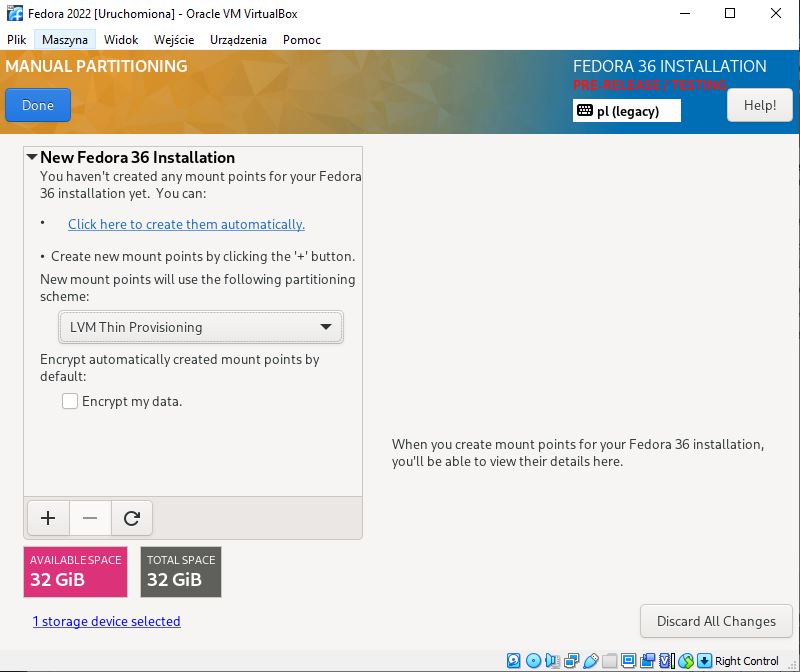 Fedora 2022 [Uruchomiona] - Oracle VM VirtualBox
Plik Maszyna Widok Wejście Urządzenia Pomoc
MANUAL PARTITIONING
FEDORA 36 INSTALLATION
PRE-RELEASE / TESTING
Done
pl (legacy)
Help!
New Fedora 36 Installation
You haven't created any mount points for your Fedora
36 installation yet. You can:
• Click here to create them automatically.
• Create new mount points by clicking the '+' button.
New mount points will use the following partitioning
scheme:
LVM Thin Provisioning
Encrypt automatically created mount points by
default:
Encrypt my data.
When you create mount points for your Fedora 36 installation,
you'll be able to view their details here.
AVAILABLE SPACE
32 GiB
TOTAL SPACE
32 GiB
1 storage device selected
Discard All Changes
Right Control